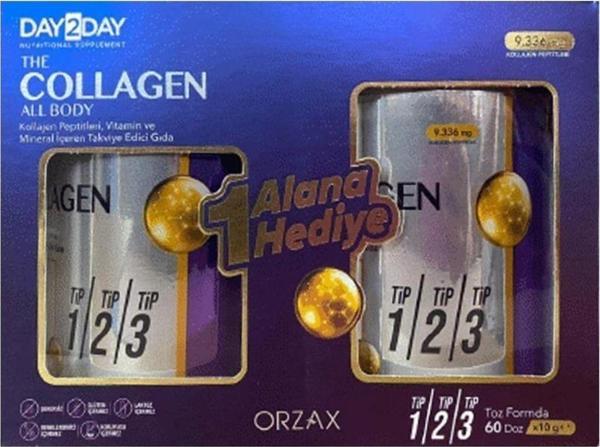 DAY2DAY
NUTRITIONAL SUPPLEMENT
THE
COLLAGEN
ALL BODY
Kollajen Peptitleri, Vitamin ve
Mineral İçeren Takviye Edici Gıda
9.336 mg
KOLLAJEN PEPTİTLERİ
AGEN
TİP TİP TİP
1/2/3
1 Alana
1 Hediye
9.336 mg
GEN
TİP TİP TİP
1/2/3
ORZAX
TİP TİP TİP
1/2/3
Toz Formda
60 Doz x10 g